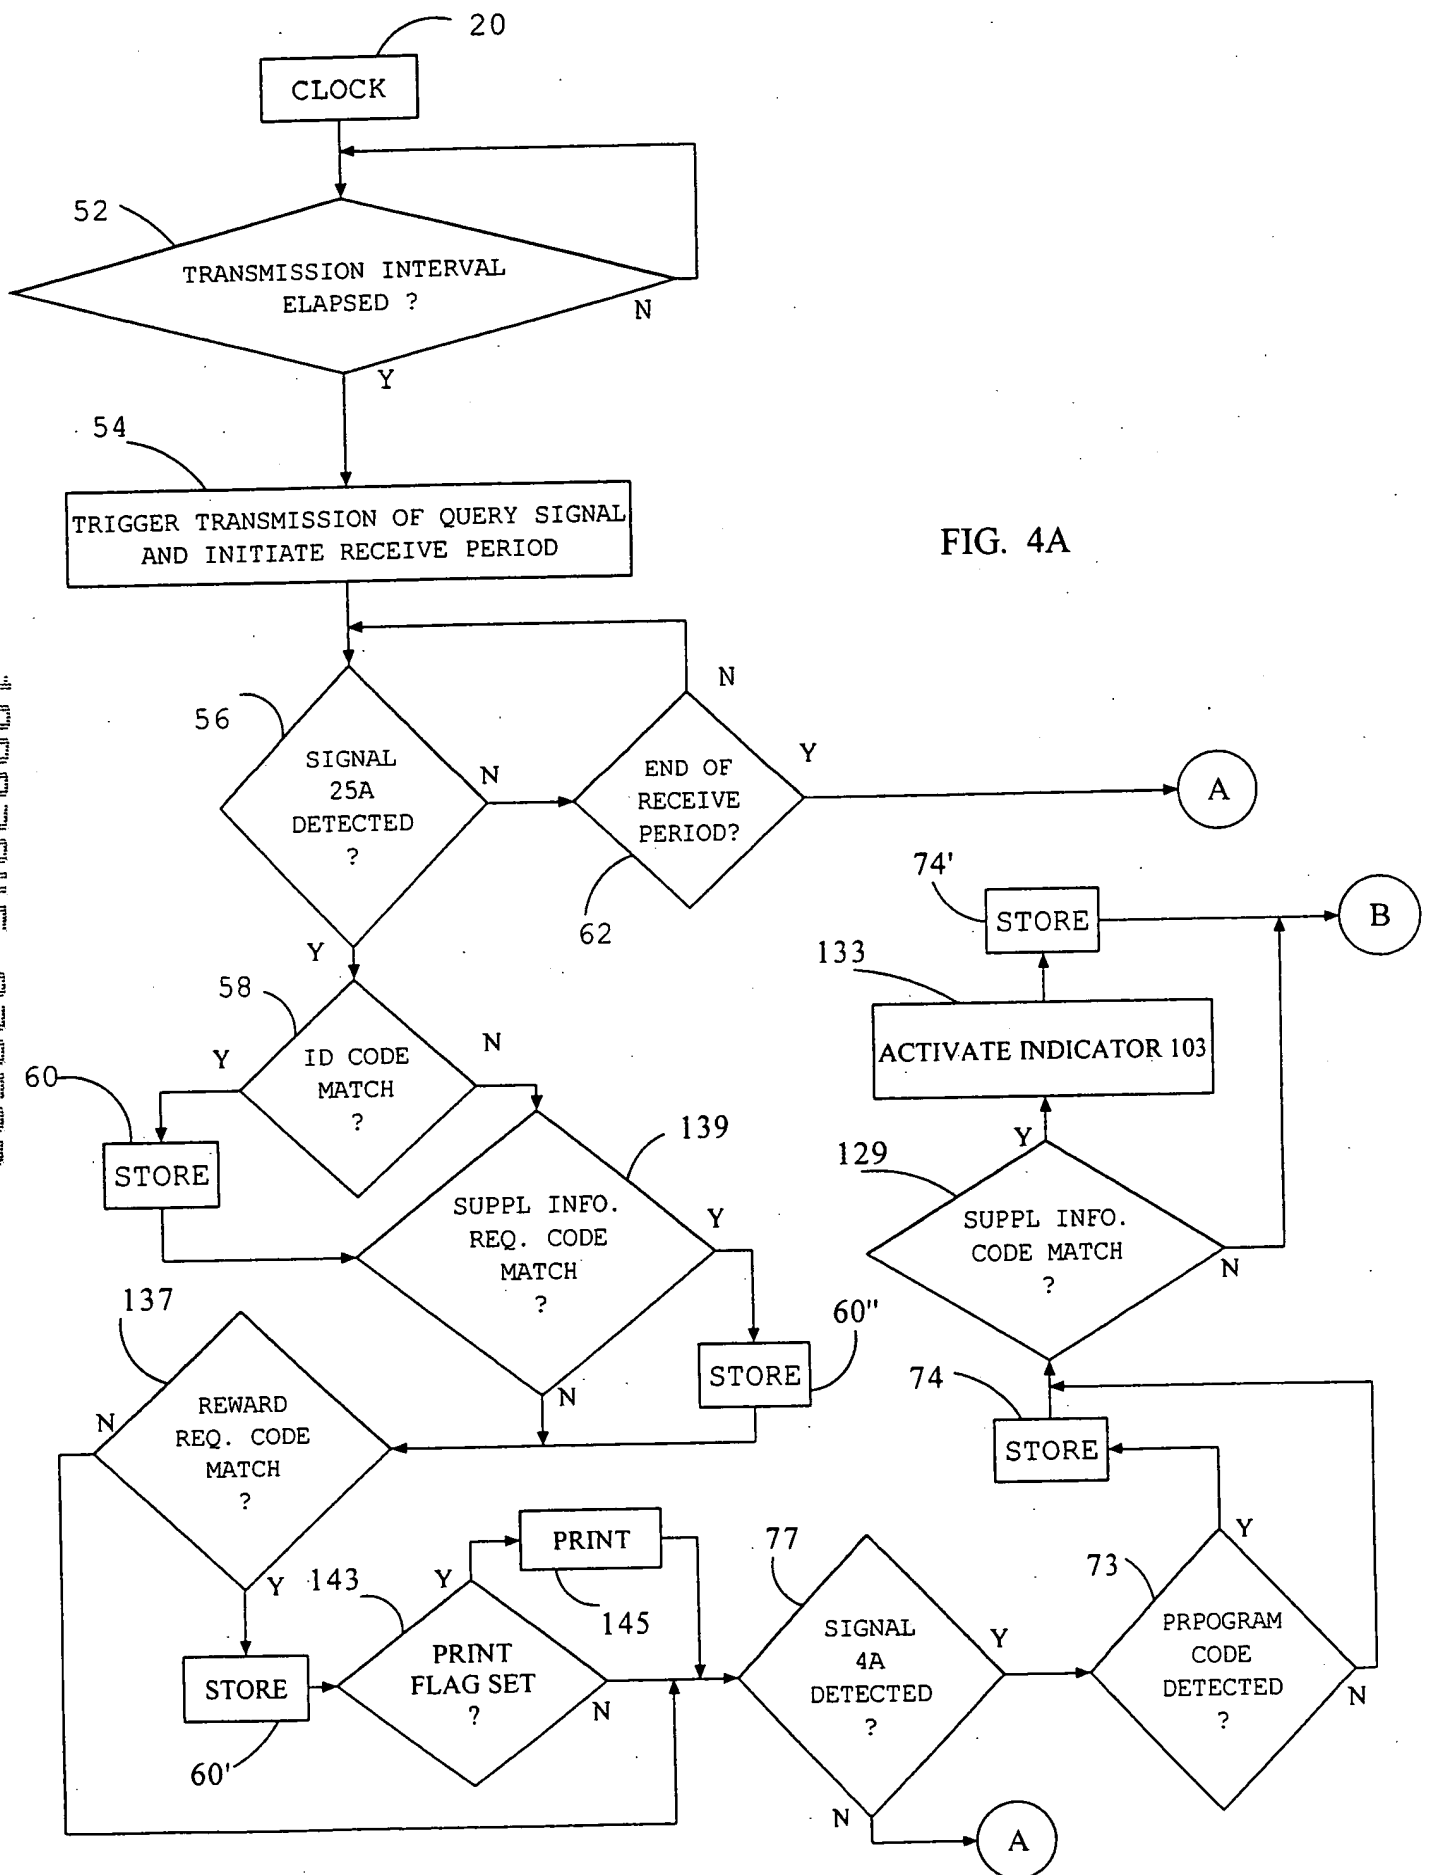 20
CLOCK
52
TRANSMISSION INTERVAL
ELAPSED ?
N
Y
54
TRIGGER TRANSMISSION OF QUERY SIGNAL
AND INITIATE RECEIVE PERIOD
FIG. 4A
56
SIGNAL
25A
DETECTED
?
N
Y
N
END OF
RECEIVE
PERIOD?
Y
62
A
74'
STORE
B
133
ACTIVATE INDICATOR 103
58
ID CODE
MATCH
?
Y
N
60
STORE
139
SUPPL INFO.
REQ. CODE
MATCH
?
Y
N
60"
STORE
129
Y
SUPPL INFO.
CODE MATCH
?
N
137
REWARD
REQ. CODE
MATCH
?
N
Y
74
STORE
STORE
60'
143
Y
PRINT
FLAG SET
?
N
PRINT
145
77
SIGNAL
4A
DETECTED
?
Y
N
A
73
Y
PRPOGRAM
CODE
DETECTED
?
N